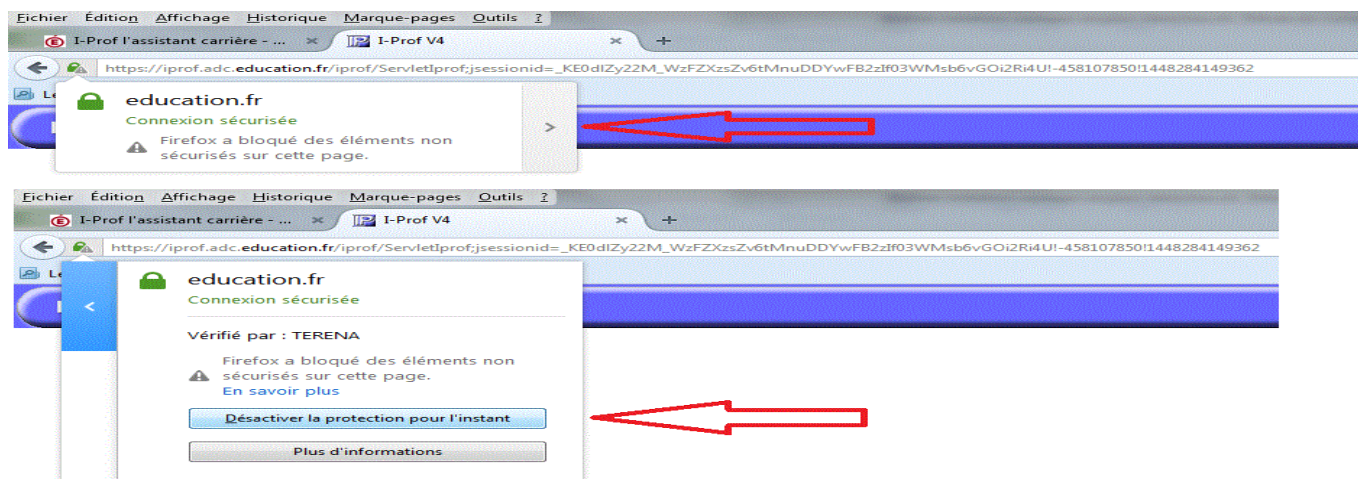 Fichier Édition Affichage Historique Marque-pages Outils ?
I-Prof l'assistant carrière - ... × I-Prof V4 × +
https://iprof.adc.education.fr/iprof/ServletIprof;jsessionid=_KE0dIZy22M_WzFZXzsZv6tMnuDDYwFB2zIf03WMsb6vGOi2Ri4U!-458107850!1448284149362
education.fr
Connexion sécurisée
Firefox a bloqué des éléments non
sécurisés sur cette page.
>
Fichier Édition Affichage Historique Marque-pages Outils ?
I-Prof l'assistant carrière - ... × I-Prof V4 × +
https://iprof.adc.education.fr/iprof/ServletIprof;jsessionid=_KE0dIZy22M_WzFZXzsZv6tMnuDDYwFB2zIf03WMsb6vGOi2Ri4U!-458107850!1448284149362
education.fr
<
Connexion sécurisée
Vérifié par : TERENA
Firefox a bloqué des éléments non
sécurisés sur cette page.
En savoir plus
Désactiver la protection pour l'instant
Plus d'informations